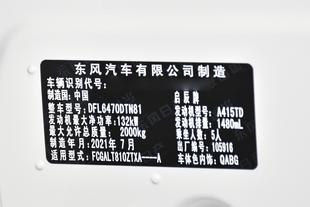 东风汽车有限公司制造
车辆识别代号：
制造国：中国 启辰牌
整车型号：DFL6470DTN81 发动机型号：A415TD
发动机最大净功率：132kW 发动机排量：1480mL
最大允许总质量：2000kg 乘坐人数：5人
制造年月：2021年7月 出厂编号：105916
适用型式：FCGALT810ZTXA----A 车体色内饰：QABG